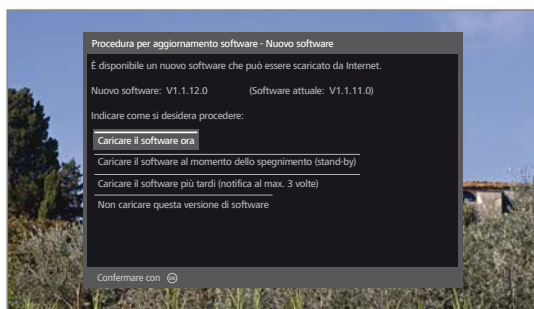 Procedura per aggiornamento software - Nuovo software
È disponibile un nuovo software che può essere scaricato da Internet.
Nuovo software: V1.1.12.0 (Software attuale: V1.1.11.0)
Indicare come si desidera procedere:
Caricare il software ora
Caricare il software al momento dello spegnimento (stand-by)
Caricare il software più tardi (notifica al max. 3 volte)
Non caricare questa versione di software
Confermare con OK